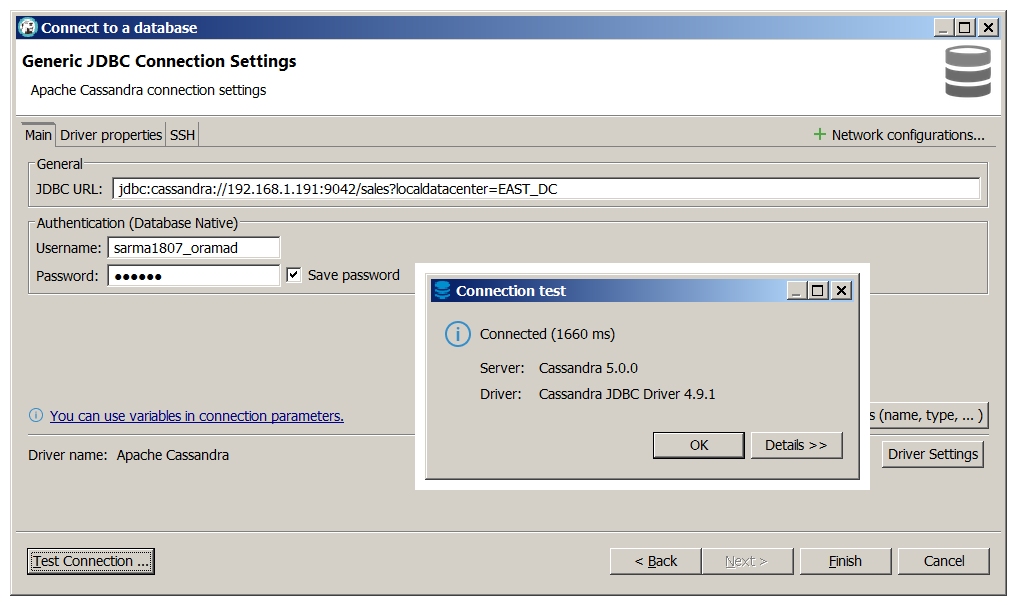 Connect to a database
Generic JDBC Connection Settings
Apache Cassandra connection settings
Main Driver properties SSH
+ Network configurations...
General
JDBC URL: jdbc:cassandra://192.168.1.191:9042/sales?localdatacenter=EAST_DC
Authentication (Database Native)
Username: sarma1807_oramad
Password: ●●●●●● Save password
Connection test
Connected (1660 ms)
Server: Cassandra 5.0.0
Driver: Cassandra JDBC Driver 4.9.1
OK Details >>
You can use variables in connection parameters.
s (name, type, ... )
Driver name: Apache Cassandra
Driver Settings
Test Connection ...
< Back Next > Finish Cancel